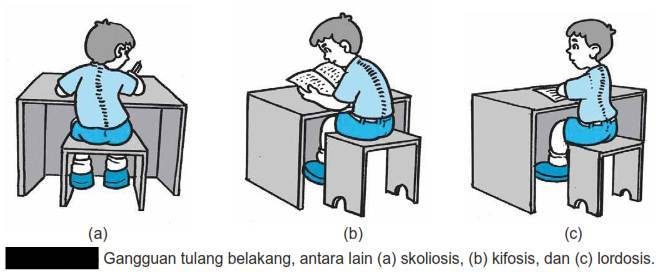 (a) (b) (c)
Gangguan tulang belakang, antara lain (a) skoliosis, (b) kifosis, dan (c) lordosis.